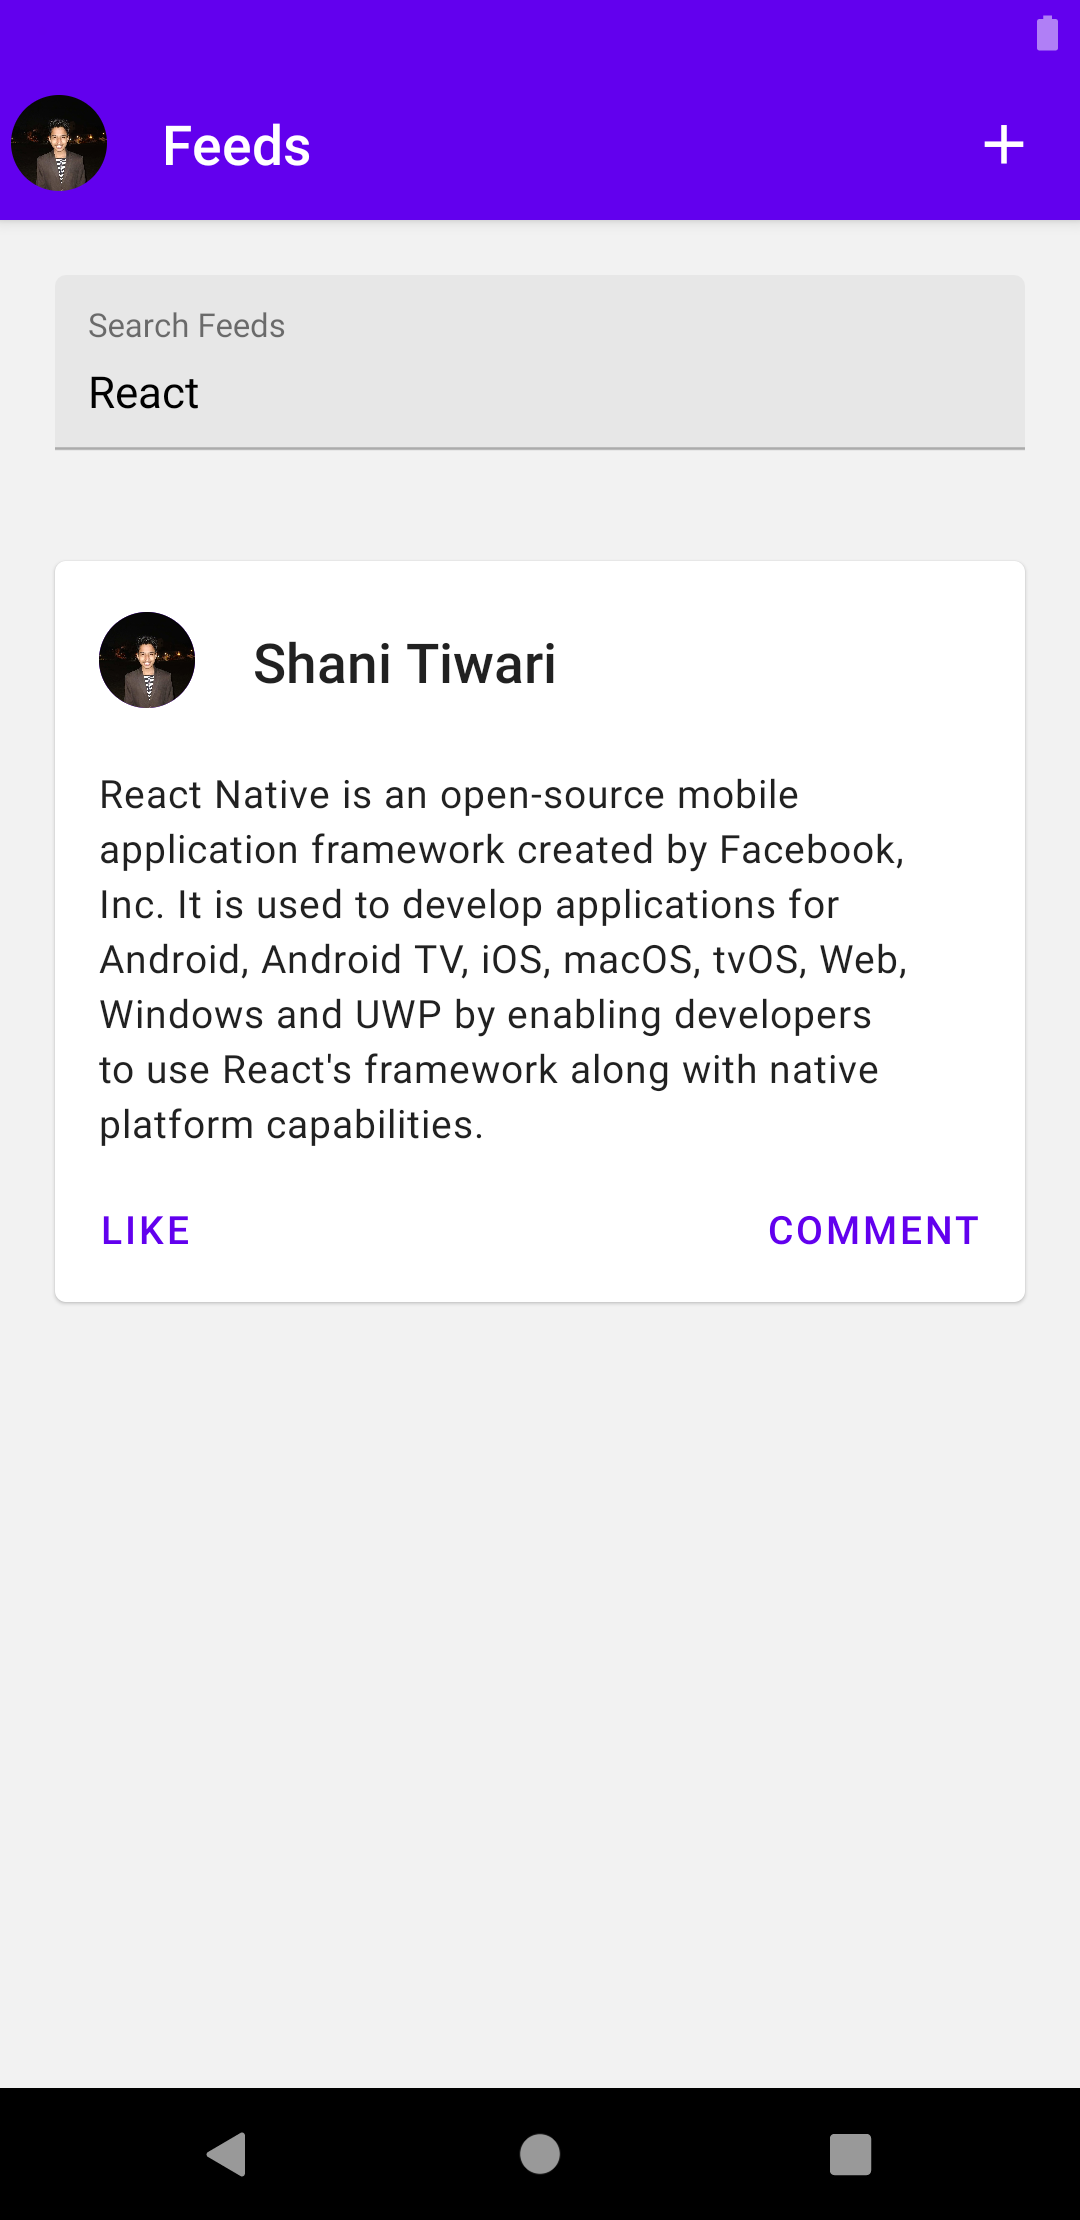 Feeds
Search Feeds
React
Shani Tiwari
React Native is an open-source mobile
application framework created by Facebook,
Inc. It is used to develop applications for
Android, Android TV, iOS, macOS, tvOS, Web,
Windows and UWP by enabling developers
to use React's framework along with native
platform capabilities.
LIKE
COMMENT